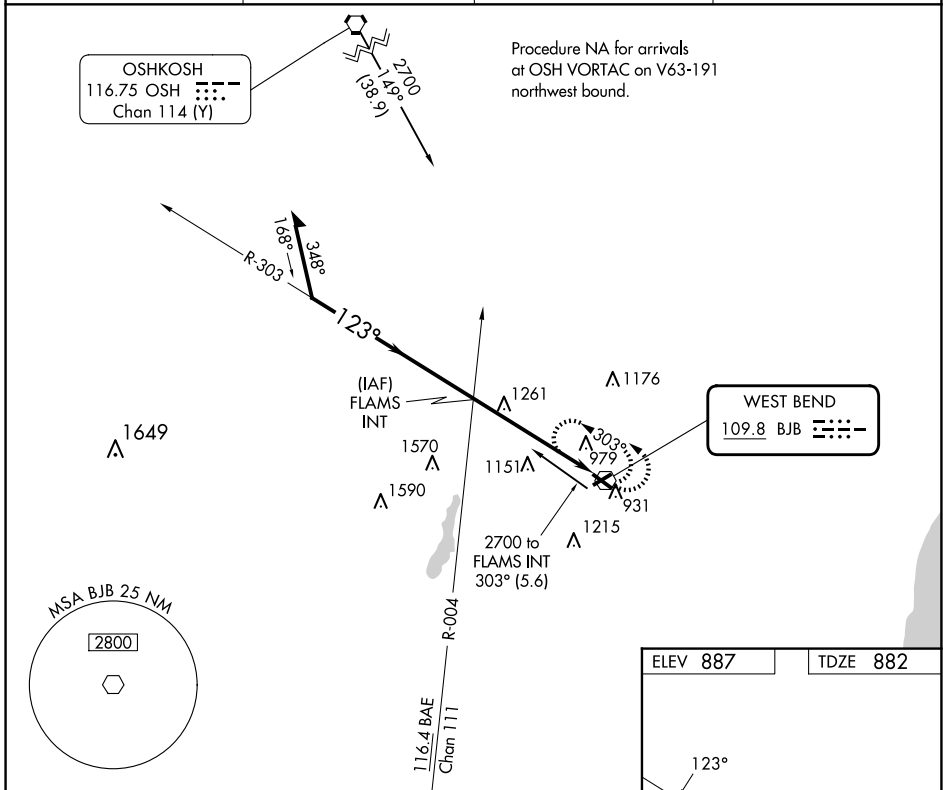 OSHKOSH
116.75 OSH
Chan 114 (Y)
2700
149°
(38.9)
Procedure NA for arrivals
at OSH VORTAC on V63-191
northwest bound.
R-303
168°
348°
123°
(IAF)
FLAMS
INT
1261
1176
WEST BEND
109.8 BJB
1649
1570
1590
1151
303°
979
931
1215
2700 to
FLAMS INT
303° (5.6)
MSA BJB 25 NM
2800
R-004
116.4 BAE
Chan 111
ELEV 887
TDZE 882
123°